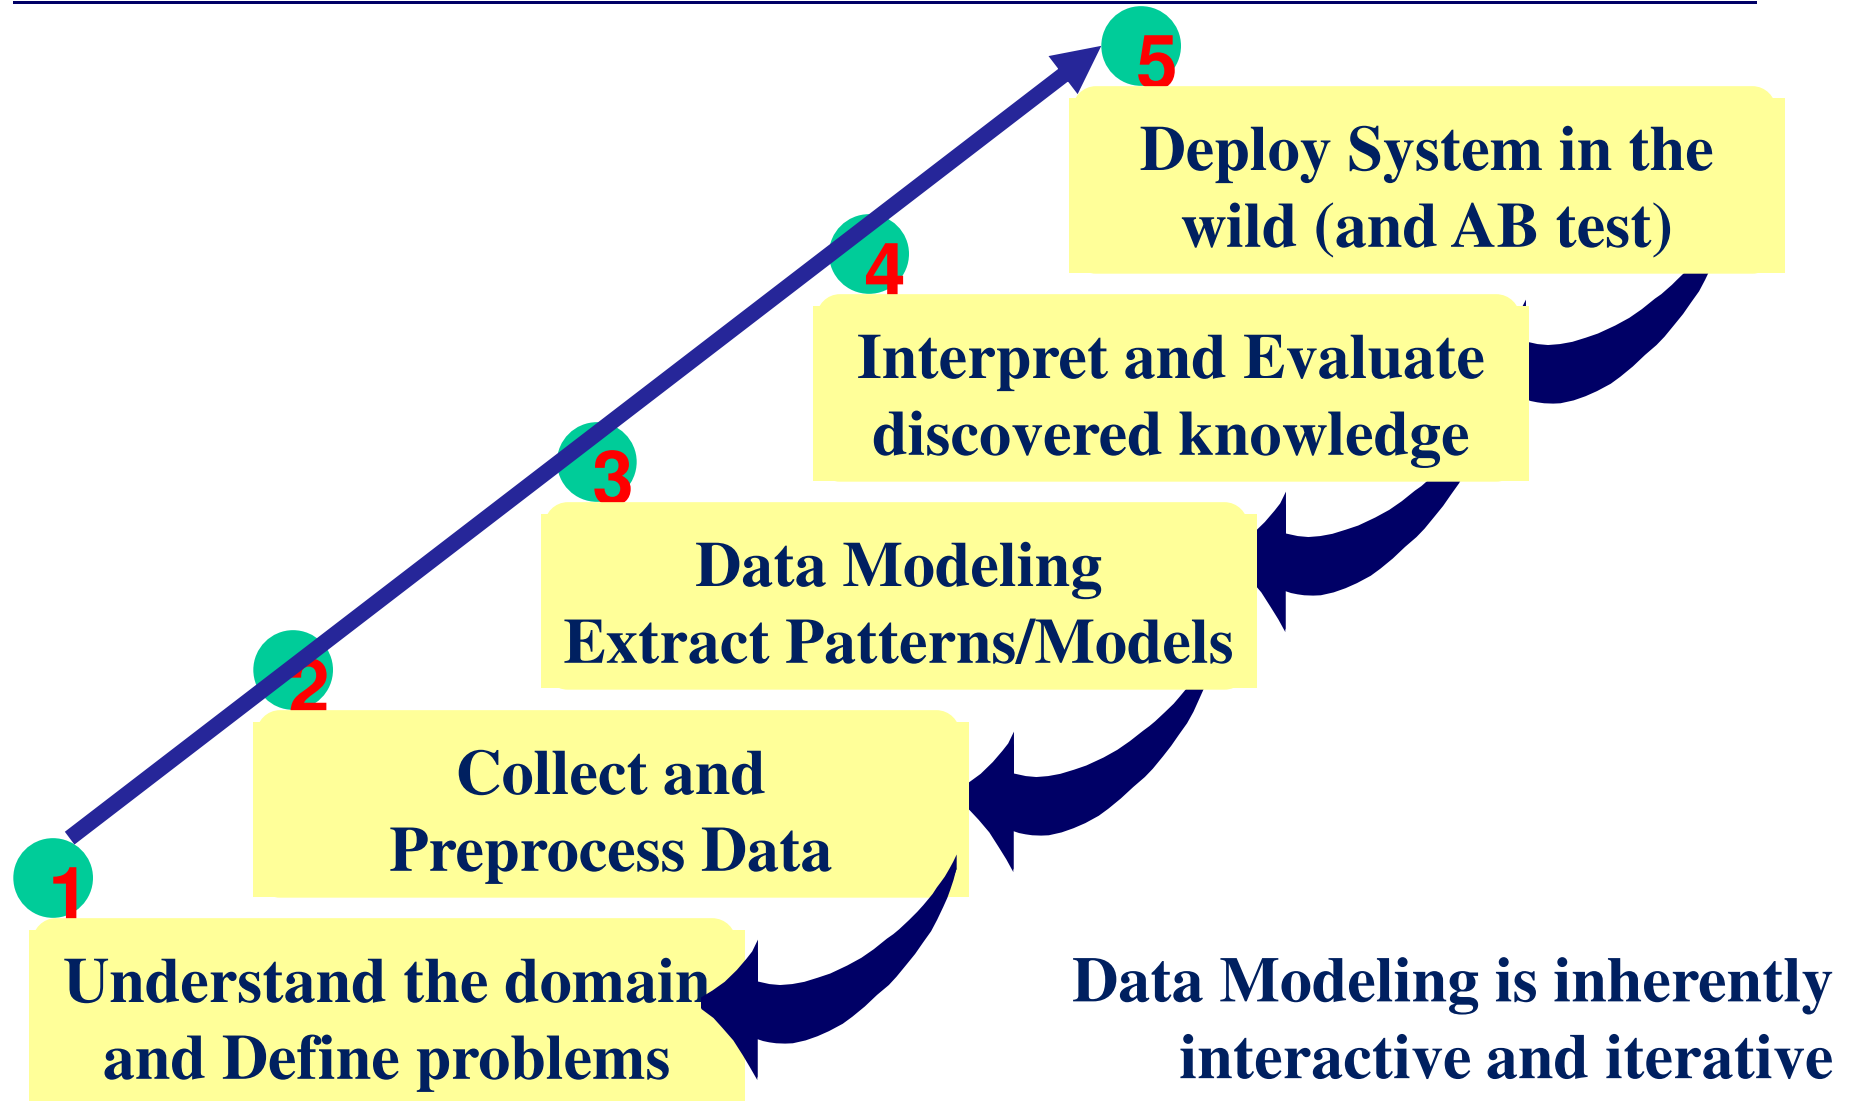 5
Deploy System in the
wild (and AB test)
4
Interpret and Evaluate
discovered knowledge
3
Data Modeling
Extract Patterns/Models
2
Collect and
Preprocess Data
1
Understand the domain
and Define problems
Data Modeling is inherently
interactive and iterative